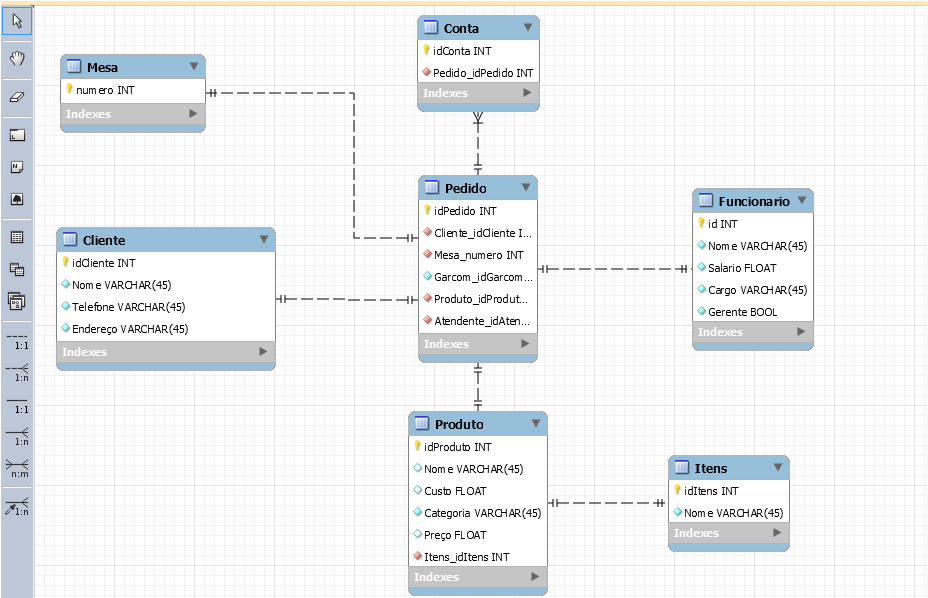 Conta
idConta INT
Pedido_idPedido INT
Indexes
Mesa
numero INT
Indexes
Pedido
idPedido INT
Cliente_idCliente I...
Mesa_numero INT
Garcom_idGarcom...
Produto_idProdut...
Atendente_idAten...
Indexes
Funcionario
id INT
Nome VARCHAR(45)
Salario FLOAT
Cargo VARCHAR(45)
Gerente BOOL
Indexes
Cliente
idCliente INT
Nome VARCHAR(45)
Telefone VARCHAR(45)
Endereço VARCHAR(45)
Indexes
Produto
idProduto INT
Nome VARCHAR(45)
Custo FLOAT
Categoria VARCHAR(45)
Preço FLOAT
Itens_idItens INT
Indexes
Itens
idItens INT
Nome VARCHAR(45)
Indexes
1:1
1:n
1:1
1:n
n:m
1:n